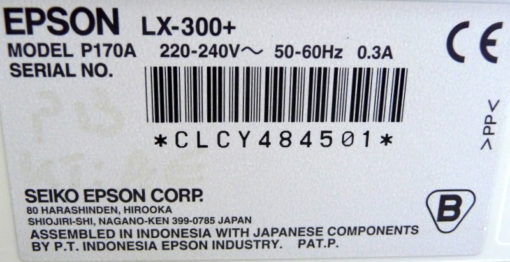 EPSON LX-300+
MODEL P170A 220-240V～ 50-60Hz 0.3A
SERIAL NO.
*CLCY484501*
SEIKO EPSON CORP.
80 HARASHINDEN, HIROOKA
SHIOJIRI-SHI, NAGANO-KEN 399-0785 JAPAN
ASSEMBLED IN INDONESIA WITH JAPANESE COMPONENTS
BY P.T. INDONESIA EPSON INDUSTRY. PAT.P.
CE
>PP<
B